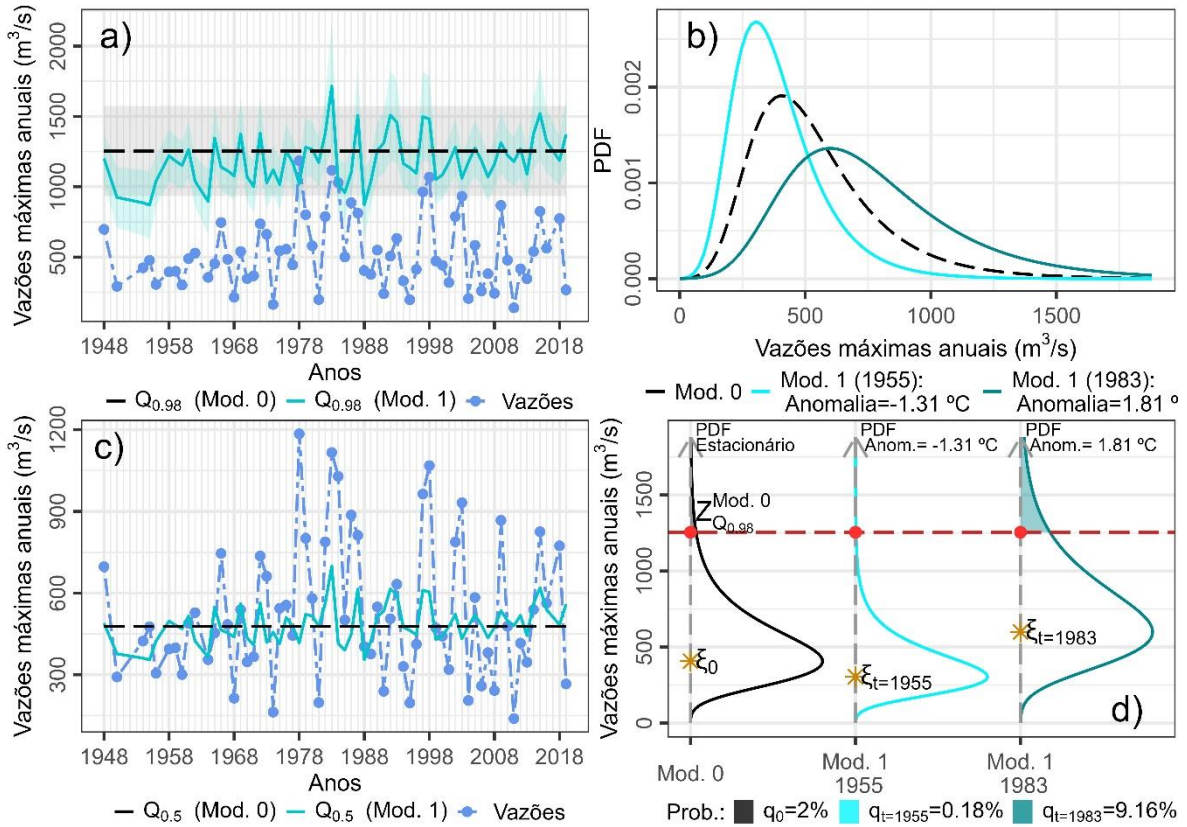 a)
Vazões máximas anuais (m³/s)
2000
1500
1000
500
1948 1958 1968 1978 1988 1998 2008 2018
Anos
Q0.98 (Mod. 0) Q0.98 (Mod. 1) Vazões
b)
PDF
0.002
0.001
0.000
0 500 1000 1500
Vazões máximas anuais (m³/s)
Mod. 0 Mod. 1 (1955): Mod. 1 (1983):
Anomalia=-1.31 ºC Anomalia=1.81 º
c)
Vazões máximas anuais (m³/s)
1200
900
600
300
1948 1958 1968 1978 1988 1998 2008 2018
Anos
Q0.5 (Mod. 0) Q0.5 (Mod. 1) Vazões
d)
Vazões máximas anuais (m³/s)
1500
1000
500
0
PDF
Estacionário
PDF
Anom.= -1.31 ºC
PDF
Anom.= 1.81 ºC
Z Mod. 0 Q0.98
ξ0
ξt=1955
ξt=1983
Mod. 0
Mod. 1
1955
Mod. 1
1983
Prob.: q0=2% qt=1955=0.18% qt=1983=9.16%